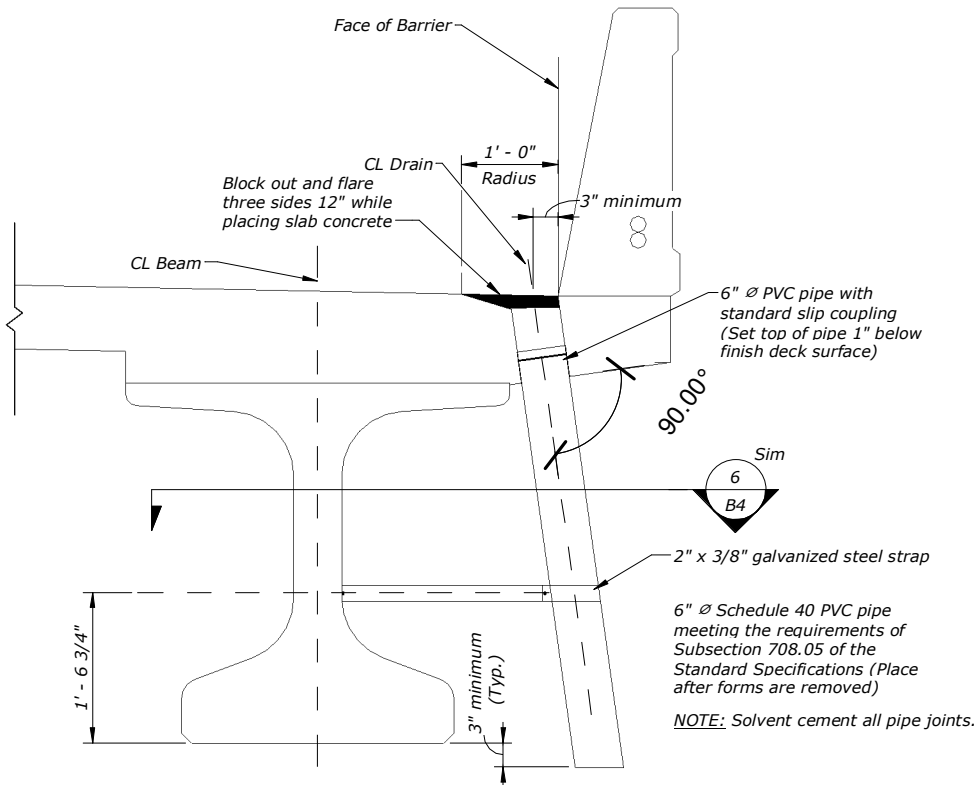 Face of Barrier
1' - 0"
Radius
CL Drain
3" minimum
Block out and flare
three sides 12" while
placing slab concrete
CL Beam
6" Ø PVC pipe with
standard slip coupling
(Set top of pipe 1" below
finish deck surface)
90.00°
Sim
6
B4
2" x 3/8" galvanized steel strap
6" Ø Schedule 40 PVC pipe
meeting the requirements of
Subsection 708.05 of the
Standard Specifications (Place
after forms are removed)
NOTE: Solvent cement all pipe joints.
1' - 6 3/4"
3" minimum
(Typ.)